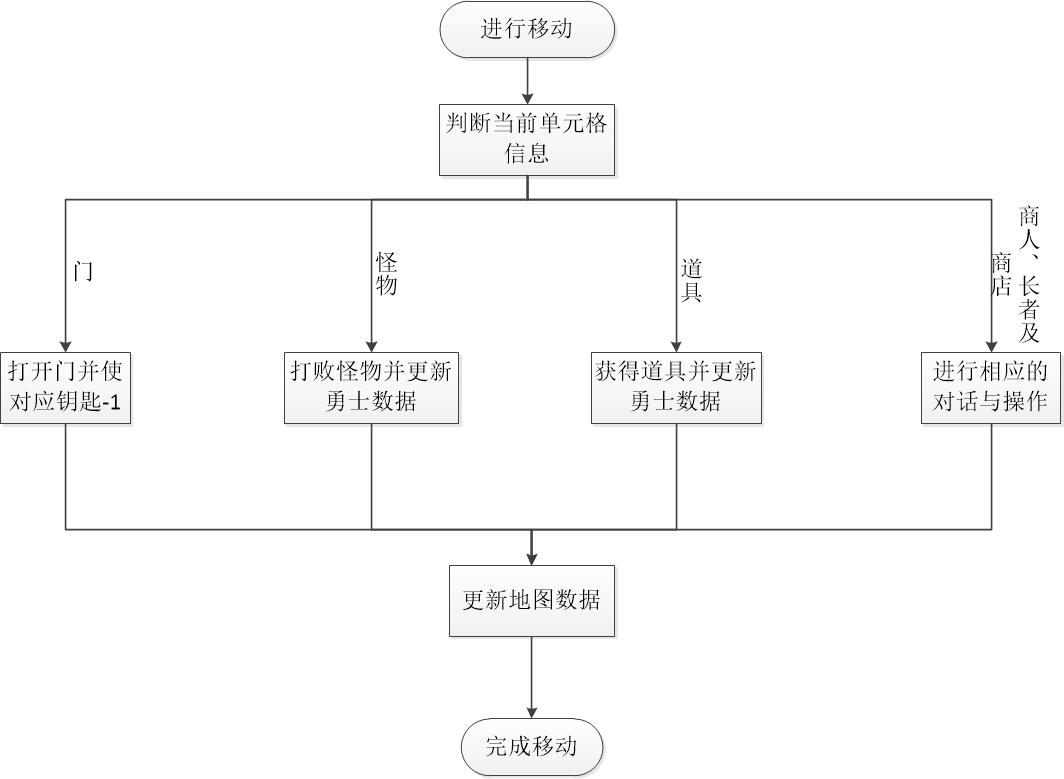 进行移动
判断当前单元格
信息
门
怪
物
道
具
商人、长者及
商店
打开门并使
对应钥匙-1
打败怪物并更新
勇士数据
获得道具并更新
勇士数据
进行相应的
对话与操作
更新地图数据
完成移动